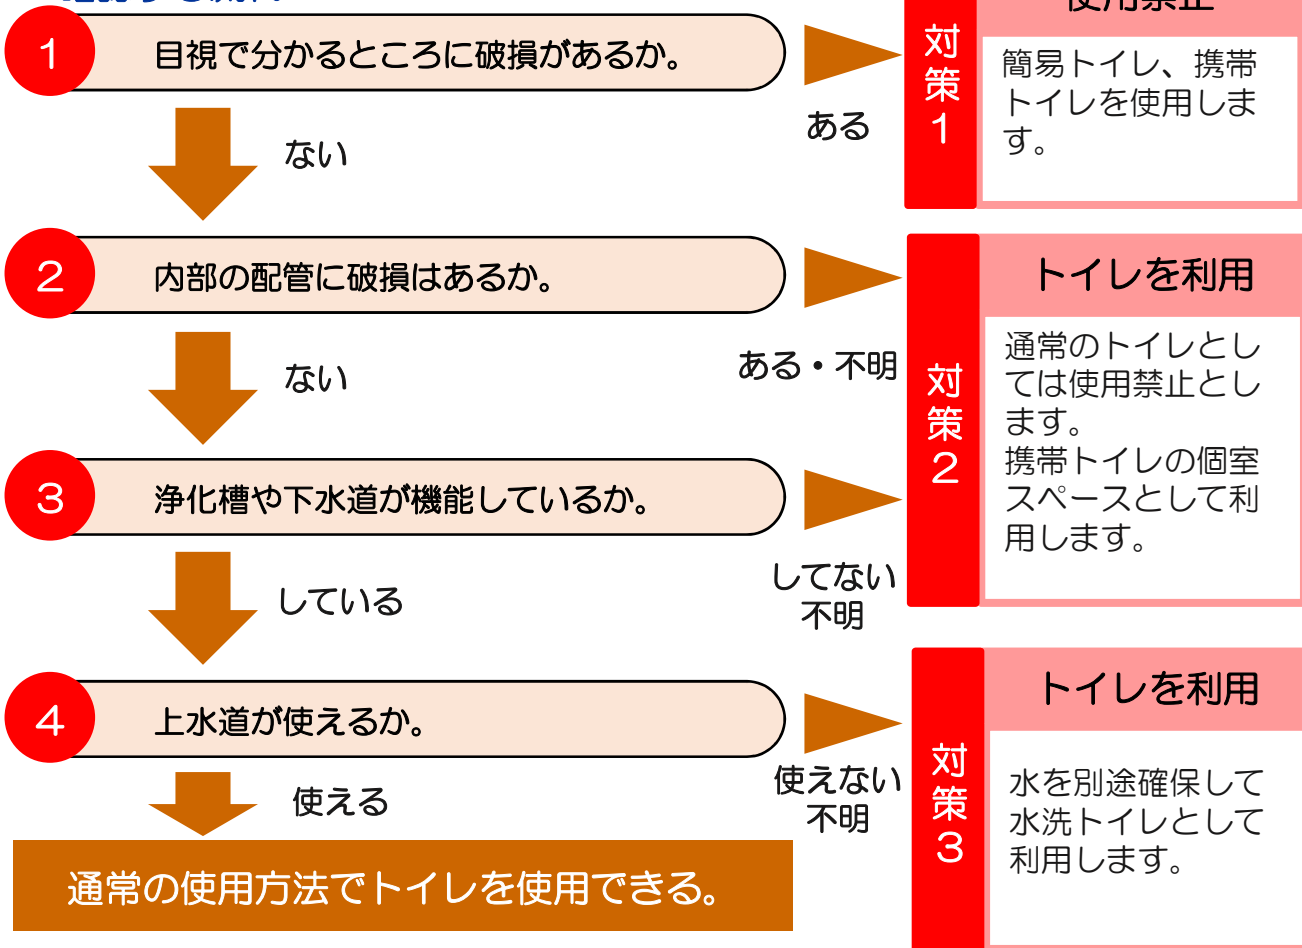 使用禁止
1
目視で分かるところに破損があるか。
ある
対策1
簡易トイレ、携帯
トイレを使用しま
す。
ない
2
内部の配管に破損はあるか。
ある・不明
対策2
トイレを利用
通常のトイレとし
ては使用禁止とし
ます。
携帯トイレの個室
スペースとして利
用します。
ない
3
浄化槽や下水道が機能しているか。
してない
不明
している
4
上水道が使えるか。
使えない
不明
対策3
トイレを利用
水を別途確保して
水洗トイレとして
利用します。
使える
通常の使用方法でトイレを使用できる。